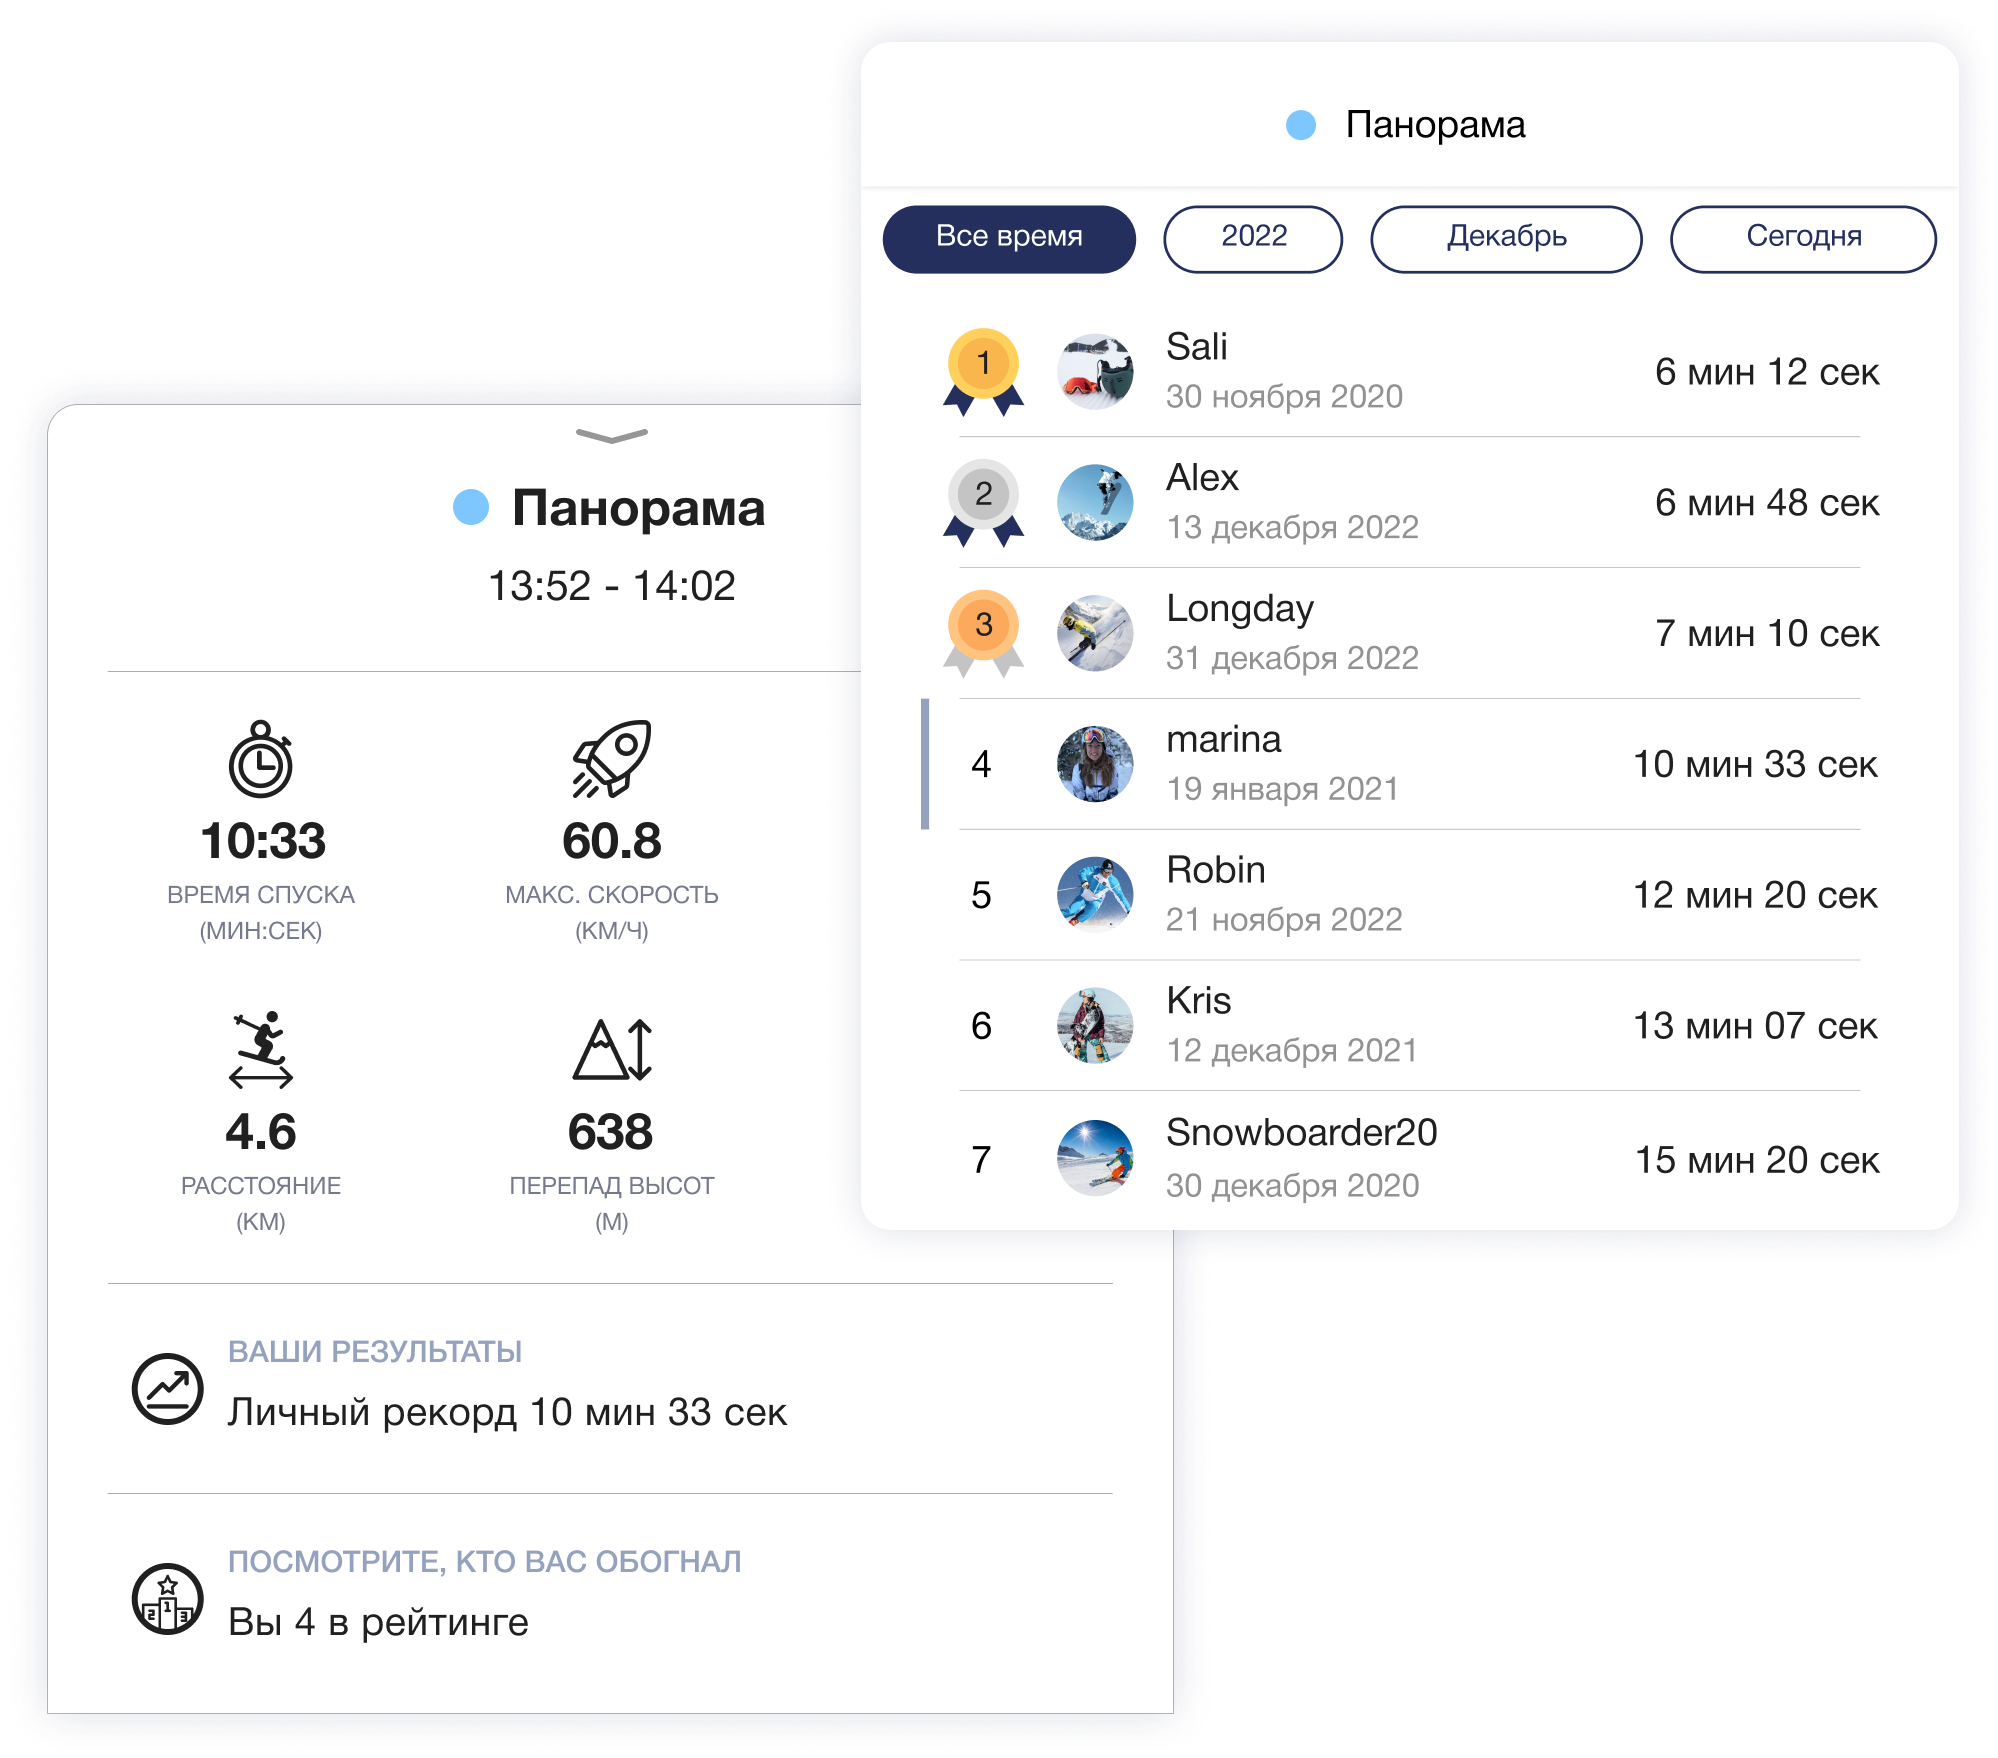 Панорама
Все время
2022
Декабрь
Сегодня
1
Sali
30 ноября 2020
6 мин 12 сек
2
Alex
13 декабря 2022
6 мин 48 сек
3
Longday
31 декабря 2022
7 мин 10 сек
4
marina
19 января 2021
10 мин 33 сек
5
Robin
21 ноября 2022
12 мин 20 сек
6
Kris
12 декабря 2021
13 мин 07 сек
7
Snowboarder20
30 декабря 2020
15 мин 20 сек
Панорама
13:52 - 14:02
10:33
ВРЕМЯ СПУСКА
(МИН:СЕК)
60.8
МАКС. СКОРОСТЬ
(КМ/Ч)
4.6
РАССТОЯНИЕ
(КМ)
638
ПЕРЕПАД ВЫСОТ
(М)
ВАШИ РЕЗУЛЬТАТЫ
Личный рекорд 10 мин 33 сек
ПОСМОТРИТЕ, КТО ВАС ОБОГНАЛ
Вы 4 в рейтинге
2 1 3